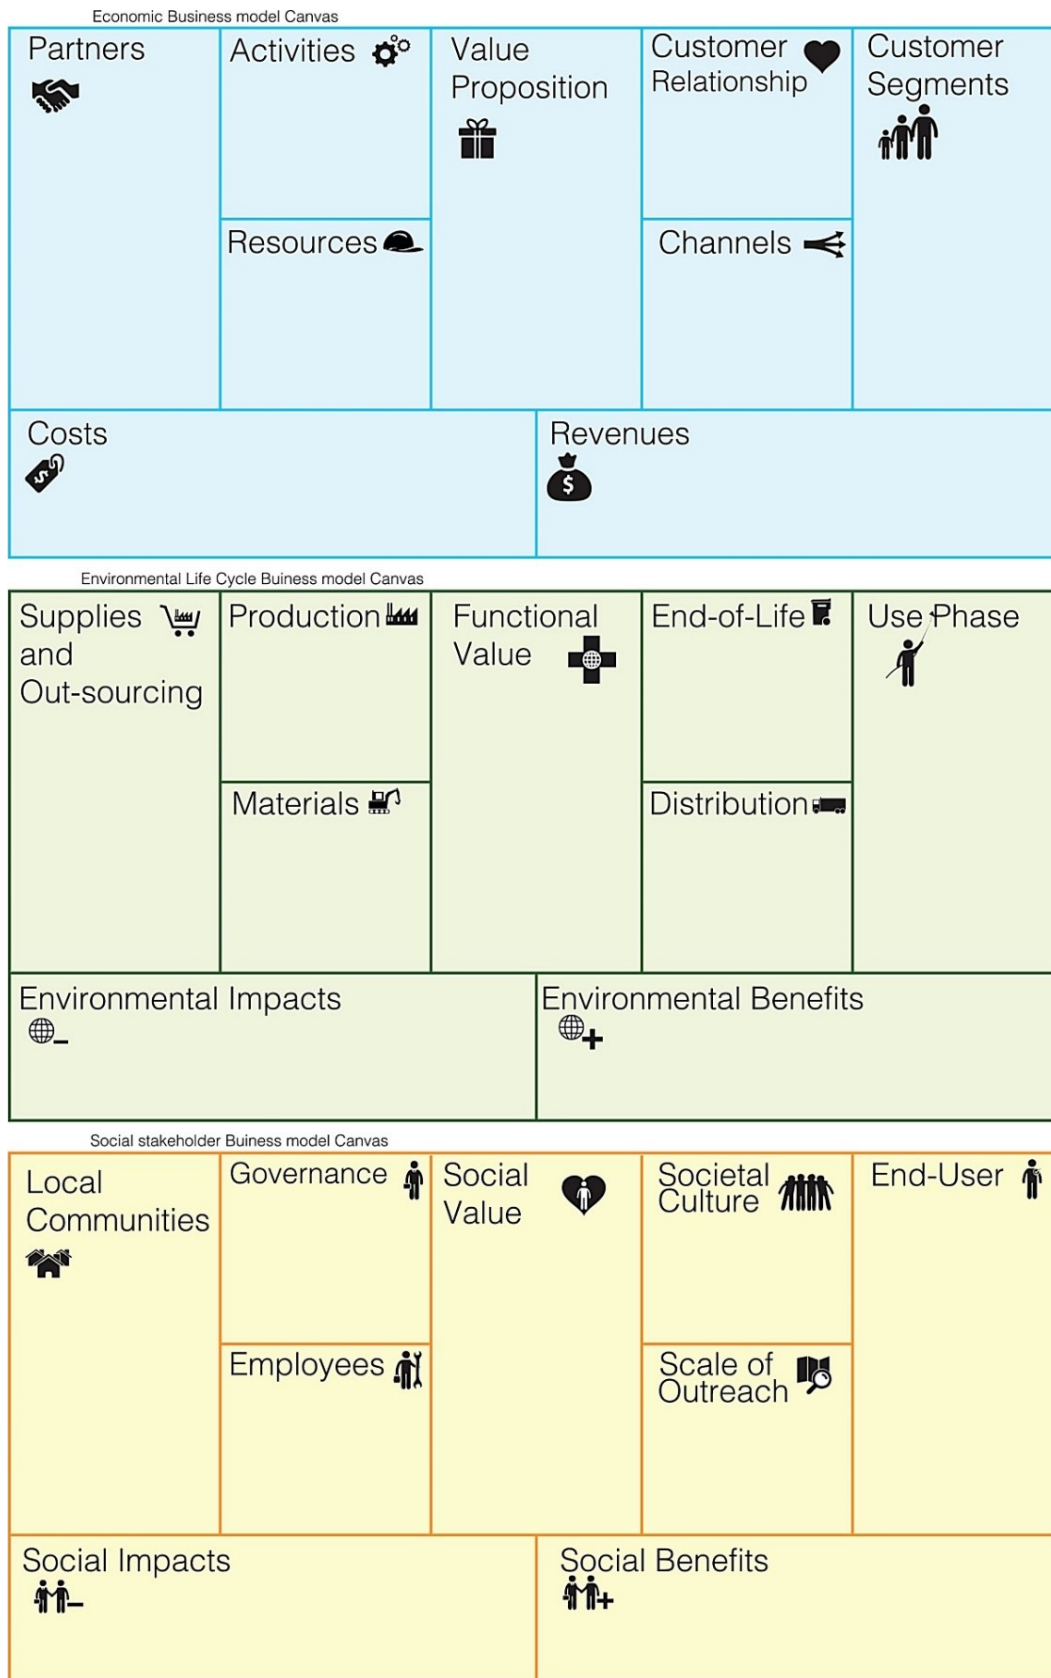 Economic Business model Canvas
Partners
Activities
Value
Proposition
Customer
Relationship
Customer
Segments
Resources
Channels
Costs
$
Revenues
$
Environmental Life Cycle Buiness model Canvas
Supplies
and
Out-sourcing
Production
Functional
Value
End-of-Life
Use Phase
Materials
Distribution
Environmental Impacts
Environmental Benefits
Social stakeholder Buiness model Canvas
Local
Communities
Governance
Social
Value
Societal
Culture
End-User
Employees
Scale of
Outreach
Social Impacts
Social Benefits